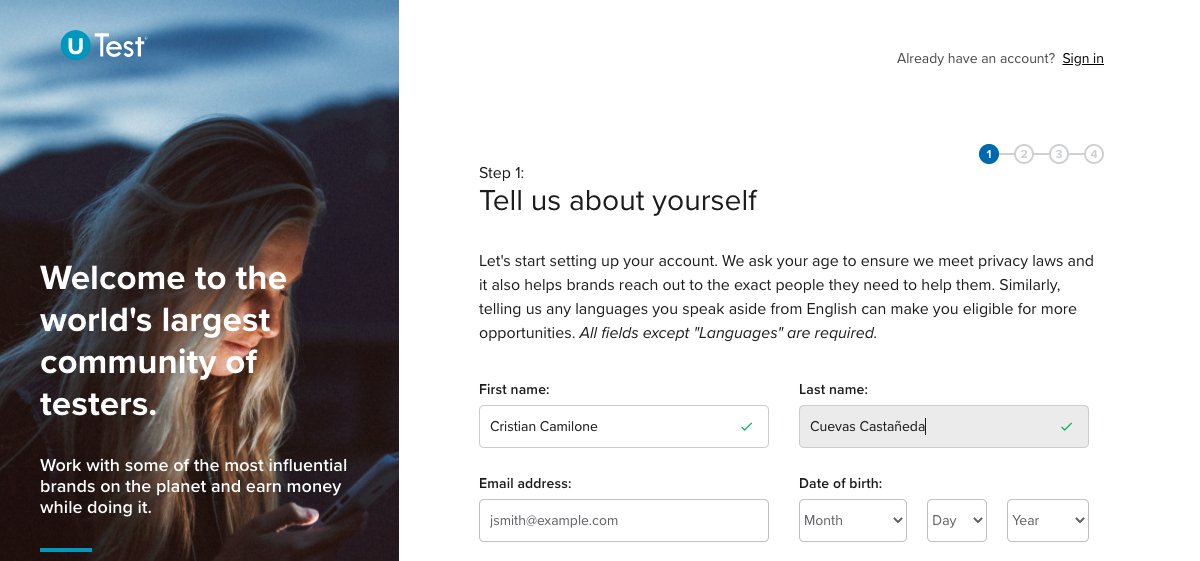 U Test
Already have an account? Sign in
1 2 3 4
Step 1:
Tell us about yourself
Welcome to the
world's largest
community of
testers.
Work with some of the most influential
brands on the planet and earn money
while doing it.
Let's start setting up your account. We ask your age to ensure we meet privacy laws and
it also helps brands reach out to the exact people they need to help them. Similarly,
telling us any languages you speak aside from English can make you eligible for more
opportunities. All fields except "Languages" are required.
First name: Last name:
Cristian Camilone Cuevas Castañeda
Email address: Date of birth:
jsmith@example.com Month Day Year